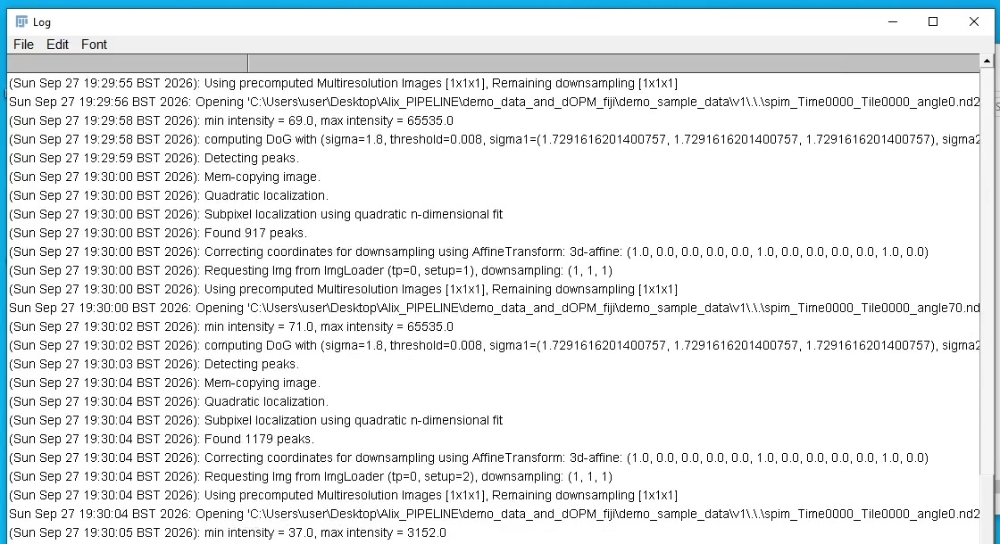 Log
File Edit Font
(Sun Sep 27 19:29:55 BST 2026): Using precomputed Multiresolution Images [1x1x1], Remaining downsampling [1x1x1]
Sun Sep 27 19:29:56 BST 2026: Opening 'C:\Users\user\Desktop\Alix_PIPELINE\demo_data_and_dOPM_fiji\demo_sample_data\v1\.\.\spim_Time0000_Tile0000_angle0.nd2
(Sun Sep 27 19:29:58 BST 2026): min intensity = 69.0, max intensity = 65535.0
(Sun Sep 27 19:29:58 BST 2026): computing DoG with (sigma=1.8, threshold=0.008, sigma1=(1.7291616201400757, 1.7291616201400757, 1.7291616201400757), sigma2
(Sun Sep 27 19:29:59 BST 2026): Detecting peaks.
(Sun Sep 27 19:30:00 BST 2026): Mem-copying image.
(Sun Sep 27 19:30:00 BST 2026): Quadratic localization.
(Sun Sep 27 19:30:00 BST 2026): Subpixel localization using quadratic n-dimensional fit
(Sun Sep 27 19:30:00 BST 2026): Found 917 peaks.
(Sun Sep 27 19:30:00 BST 2026): Correcting coordinates for downsampling using AffineTransform: 3d-affine: (1.0, 0.0, 0.0, 0.0, 0.0, 1.0, 0.0, 0.0, 0.0, 0.0, 1.0, 0.0)
(Sun Sep 27 19:30:00 BST 2026): Requesting Img from ImgLoader (tp=0, setup=1), downsampling: (1, 1, 1)
(Sun Sep 27 19:30:00 BST 2026): Using precomputed Multiresolution Images [1x1x1], Remaining downsampling [1x1x1]
Sun Sep 27 19:30:00 BST 2026: Opening 'C:\Users\user\Desktop\Alix_PIPELINE\demo_data_and_dOPM_fiji\demo_sample_data\v1\.\.\spim_Time0000_Tile0000_angle70.nd
(Sun Sep 27 19:30:02 BST 2026): min intensity = 71.0, max intensity = 65535.0
(Sun Sep 27 19:30:02 BST 2026): computing DoG with (sigma=1.8, threshold=0.008, sigma1=(1.7291616201400757, 1.7291616201400757, 1.7291616201400757), sigma2
(Sun Sep 27 19:30:03 BST 2026): Detecting peaks.
(Sun Sep 27 19:30:04 BST 2026): Mem-copying image.
(Sun Sep 27 19:30:04 BST 2026): Quadratic localization.
(Sun Sep 27 19:30:04 BST 2026): Subpixel localization using quadratic n-dimensional fit
(Sun Sep 27 19:30:04 BST 2026): Found 1179 peaks.
(Sun Sep 27 19:30:04 BST 2026): Correcting coordinates for downsampling using AffineTransform: 3d-affine: (1.0, 0.0, 0.0, 0.0, 0.0, 1.0, 0.0, 0.0, 0.0, 0.0, 1.0, 0.0)
(Sun Sep 27 19:30:04 BST 2026): Requesting Img from ImgLoader (tp=0, setup=2), downsampling: (1, 1, 1)
(Sun Sep 27 19:30:04 BST 2026): Using precomputed Multiresolution Images [1x1x1], Remaining downsampling [1x1x1]
Sun Sep 27 19:30:04 BST 2026: Opening 'C:\Users\user\Desktop\Alix_PIPELINE\demo_data_and_dOPM_fiji\demo_sample_data\v1\.\.\spim_Time0000_Tile0000_angle0.nd2
(Sun Sep 27 19:30:05 BST 2026): min intensity = 37.0, max intensity = 3152.0